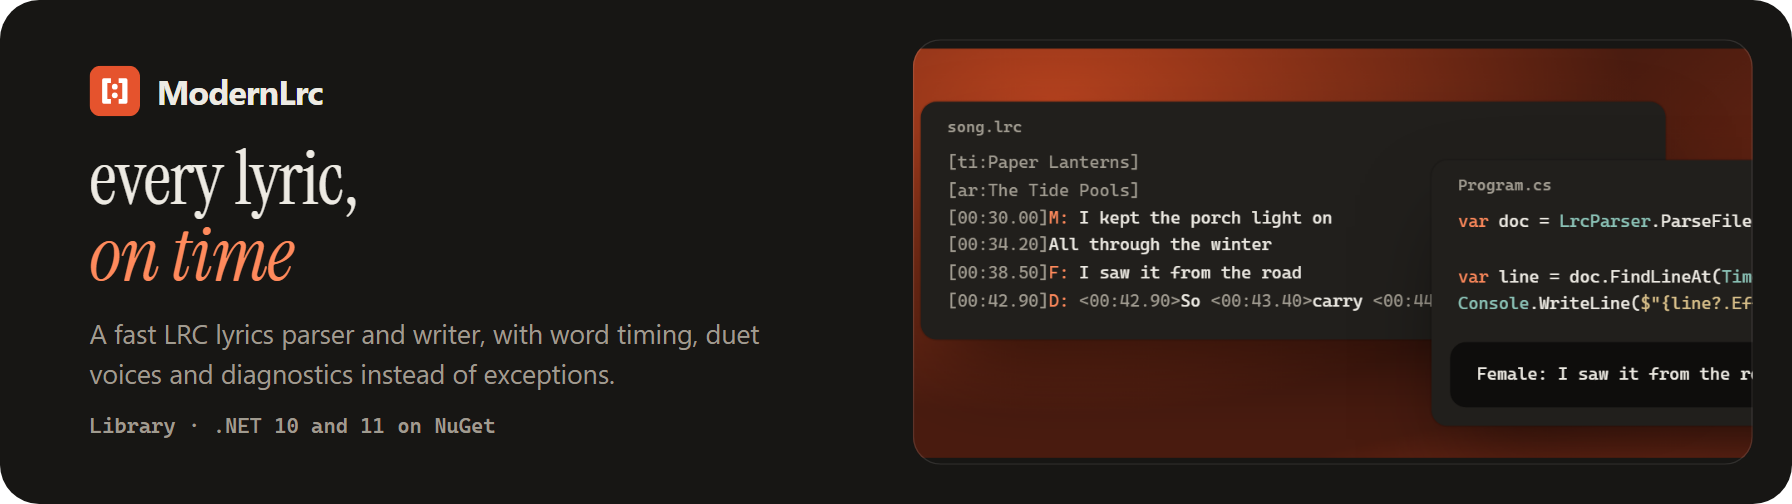 ModernLrc
every lyric,
on time
A fast LRC lyrics parser and writer, with word timing, duet
voices and diagnostics instead of exceptions.
Library · .NET 10 and 11 on NuGet
song.lrc
[ti:Paper Lanterns]
[ar:The Tide Pools]
[00:30.00]M: I kept the porch light on
[00:34.20]All through the winter
[00:38.50]F: I saw it from the road
[00:42.90]D: <00:42.90>So <00:43.40>carry <00:44
Program.cs
var doc = LrcParser.ParseFile
var line = doc.FindLineAt(Tim
Console.WriteLine($"{line?.Ef
Female: I saw it from the r